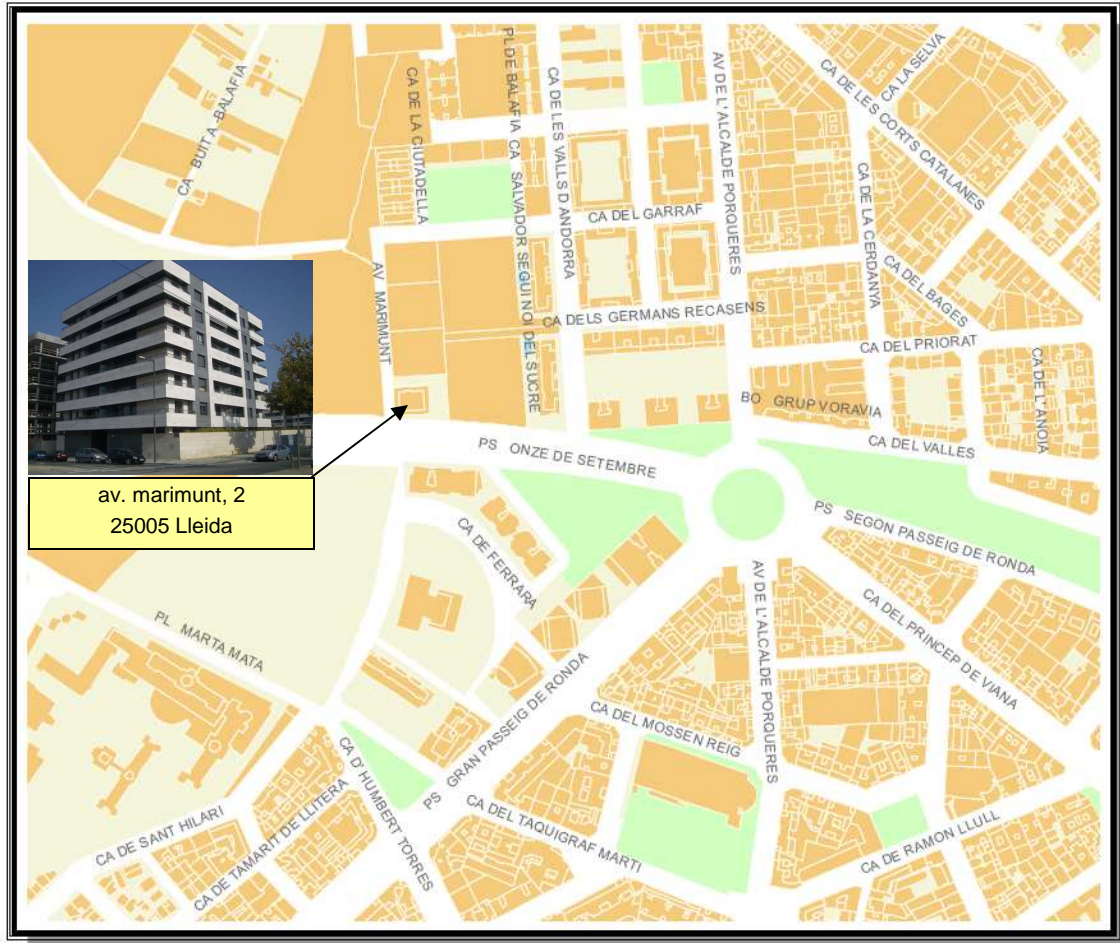 CA BUIT A-BALAFIA
CA DE LA CIUTADELLA
PL DE BALAFIA
CA SALVADOR SEGUI NOI DEL SUCRE
CA DE LES VALLS D ANDORRA
AV DE L'ALCALDE PORQUERES
CA DE LES CORTS CATALANES
CA LA SELVA
CA DEL GARRAF
CA DE LA CERDANYA
CA DEL BAGES
AV MARIMUNT
CA DELS GERMANS RECASENS
CA DEL PRIORAT
CA DE L' ANOIA
BO GRUP VORAVIA
CA DEL VALLES
PS ONZE DE SETEMBRE
av. marimunt, 2
25005 Lleida
PS SEGON PASSEIG DE RONDA
CA DE FERRARA
AV DE L'ALCALDE PORQUERES
CA DEL PRINCEP DE VIANA
PL MARTA MATA
PS GRAN PASSEIG DE RONDA
CA DEL MOSSEN REIG
CA D' HUMBERT TORRES
CA DEL TAQUIGRAF MARTI
CA DE SANT HILARI
CA DE TAMARIT DE LLITERA
CA DE RAMON LLULL